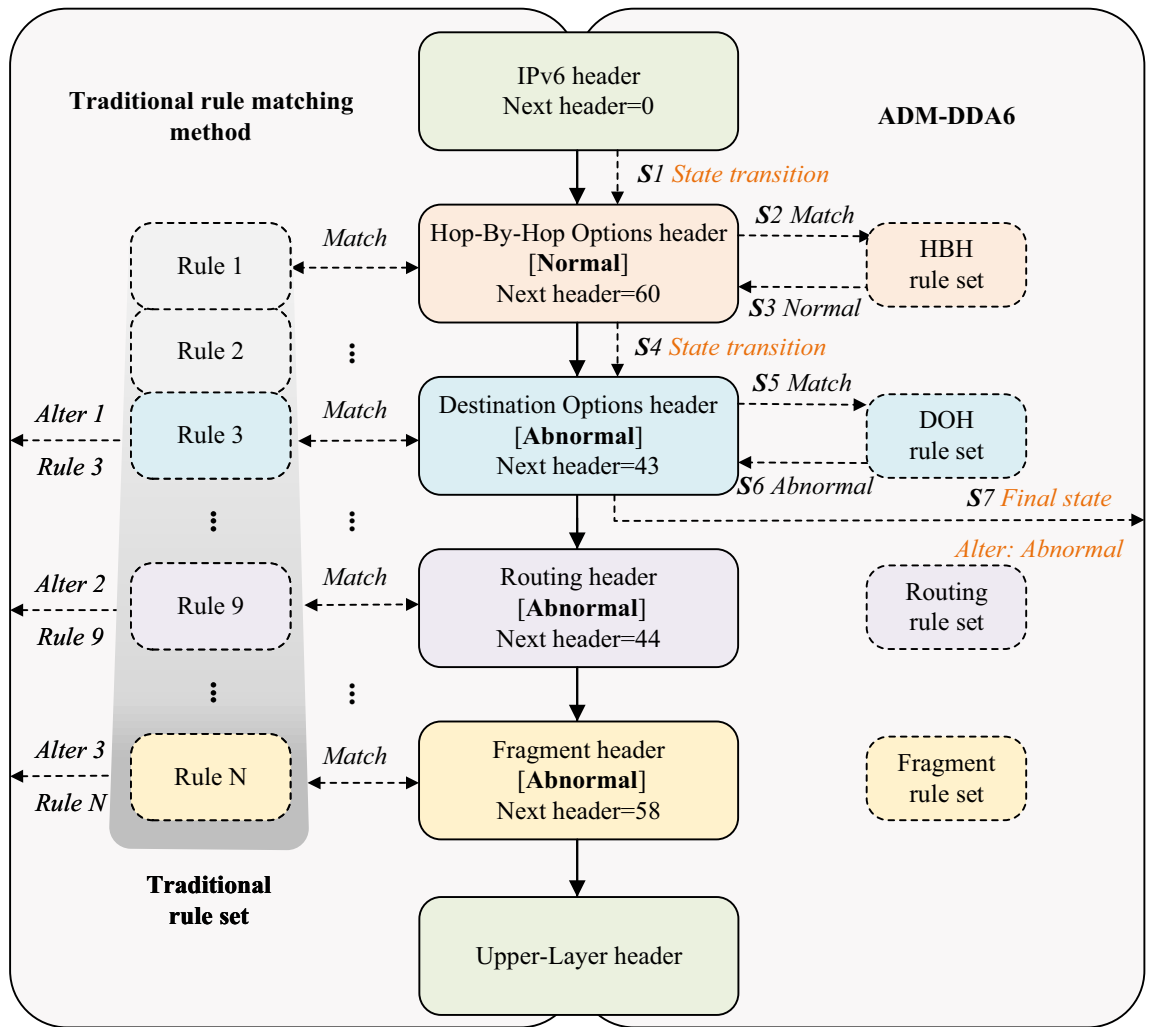 IPv6 header
Next header=0
Traditional rule matching
method
ADM-DDA6
S1 State transition
Hop-By-Hop Options header
[Normal]
Next header=60
Rule 1
Match
S2 Match
S3 Normal
HBH
rule set
Rule 2
S4 State transition
Alter 1
Rule 3
Rule 3
Match
Destination Options header
[Abnormal]
Next header=43
S5 Match
S6 Abnormal
DOH
rule set
S7 Final state
Alter: Abnormal
Alter 2
Rule 9
Rule 9
Match
Routing header
[Abnormal]
Next header=44
Routing
rule set
Alter 3
Rule N
Rule N
Match
Fragment header
[Abnormal]
Next header=58
Fragment
rule set
Traditional
rule set
Upper-Layer header